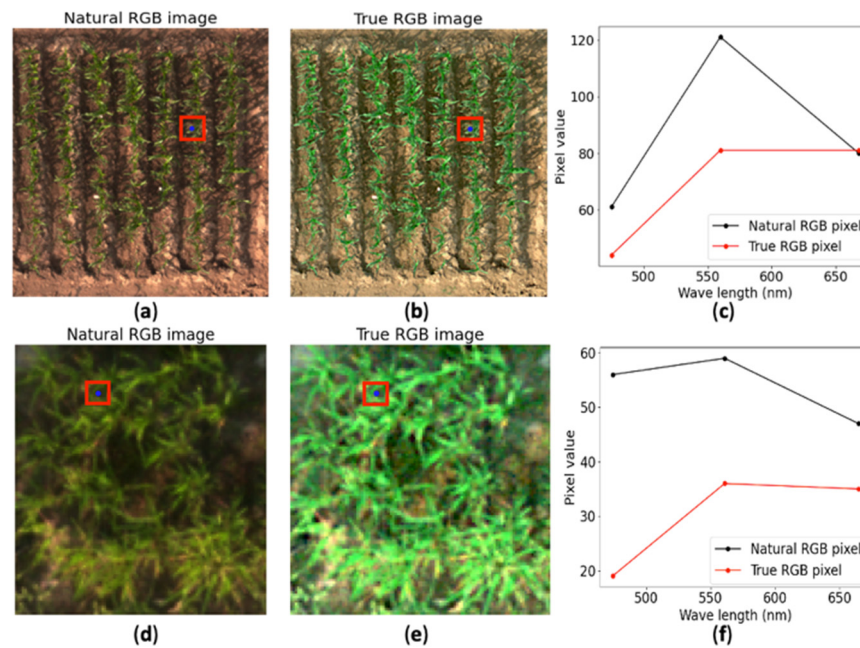 Natural RGB image
True RGB image
120
100
80
60
Pixel value
Natural RGB pixel
True RGB pixel
500
550
600
650
Wave length (nm)
(a)
(b)
(c)
Natural RGB image
True RGB image
60
50
40
30
20
Pixel value
Natural RGB pixel
True RGB pixel
500
550
600
650
Wave length (nm)
(d)
(e)
(f)